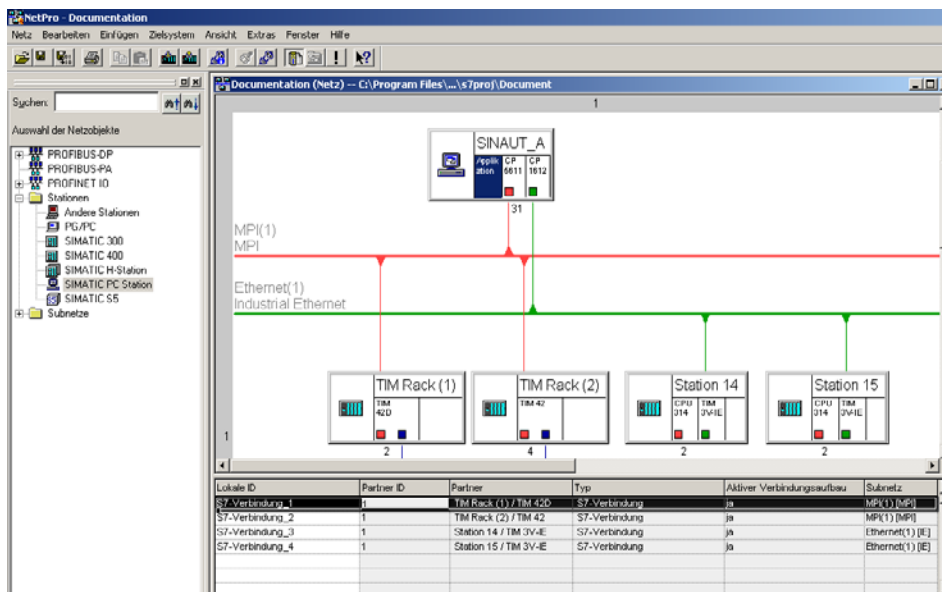 NetPro - Documentation
Netz Bearbeiten Einfügen Zielsystem Ansicht Extras Fenster Hilfe
Suchen:
Auswahl der Netzobjekte
PROFIBUS-DP
PROFIBUS-PA
PROFINET IO
Stationen
Andere Stationen
PG/PC
SIMATIC 300
SIMATIC 400
SIMATIC H-Station
SIMATIC PC Station
SIMATIC S5
Subnetze
Documentation (Netz) -- C:\Program Files\...\s7proj\Document
1
SINAUT_A
Applik CP CP
ation 5611 1612
31
MPI(1)
MPI
Ethernet(1)
Industrial Ethernet
TIM Rack (1) TIM Rack (2) Station 14 Station 15
TIM TIM 42 CPU TIM CPU TIM
42D 314 3V-IE 314 3V-IE
1
2 4 2 2
Lokale ID Partner ID Partner Typ Aktiver Verbindungsaufbau Subnetz
S7-Verbindung_1 1 TIM Rack (1) / TIM 42D S7-Verbindung ja MPI(1) [MPI]
S7-Verbindung_2 1 TIM Rack (2) / TIM 42 S7-Verbindung ja MPI(1) [MPI]
S7-Verbindung_3 1 Station 14 / TIM 3V-IE S7-Verbindung ja Ethernet(1) [IE]
S7-Verbindung_4 1 Station 15 / TIM 3V-IE S7-Verbindung ja Ethernet(1) [IE]